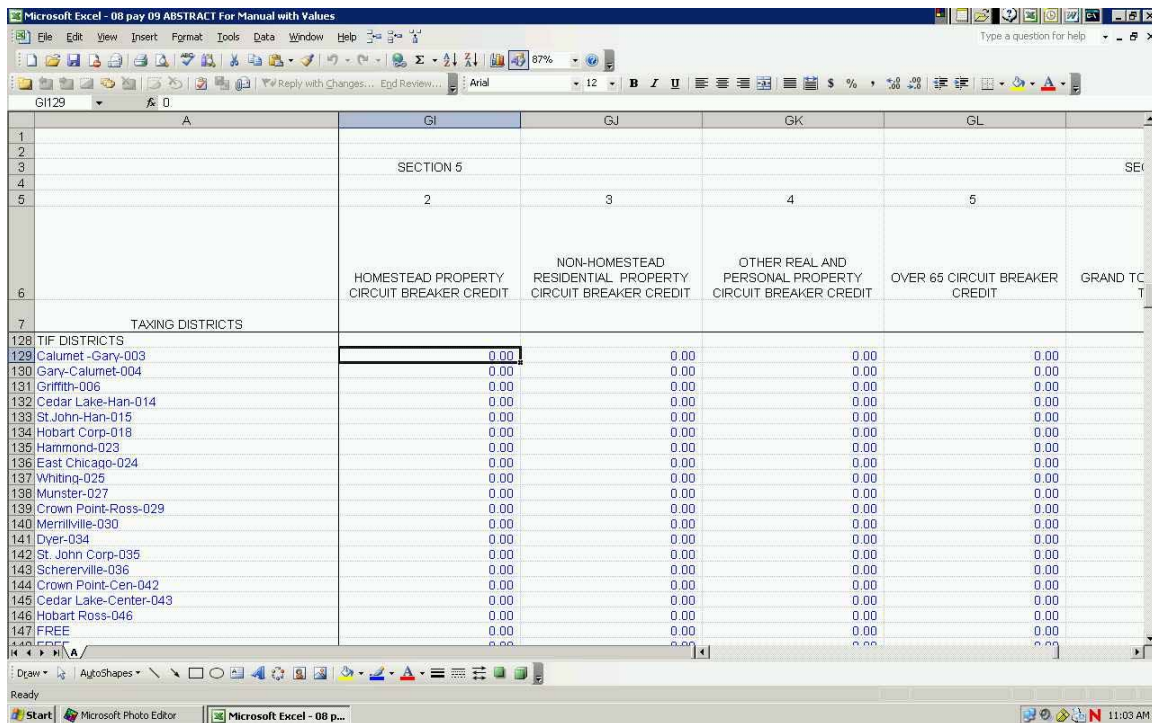 Microsoft Excel - 08 pay 09 ABSTRACT For Manual with Values
File Edit View Insert Format Tools Data Window Help Type a question for help
87%
Reply with Changes... End Review... Arial 12 B I U $ % ,
GI129 fx 0
A GI GJ GK GL
1
2
3 SECTION 5
4
5 2 3 4 5
NON-HOMESTEAD OTHER REAL AND
HOMESTEAD PROPERTY RESIDENTIAL PROPERTY PERSONAL PROPERTY OVER 65 CIRCUIT BREAKER GRAND
6 CIRCUIT BREAKER CREDIT CIRCUIT BREAKER CREDIT CIRCUIT BREAKER CREDIT CREDIT
7 TAXING DISTRICTS
128 TIF DISTRICTS
129 Calumet -Gary-003 0.00 0.00 0.00 0.00
130 Gary-Calumet-004 0.00 0.00 0.00 0.00
131 Griffith-006 0.00 0.00 0.00 0.00
132 Cedar Lake-Han-014 0.00 0.00 0.00 0.00
133 St.John-Han-015 0.00 0.00 0.00 0.00
134 Hobart Corp-018 0.00 0.00 0.00 0.00
135 Hammond-023 0.00 0.00 0.00 0.00
136 East Chicago-024 0.00 0.00 0.00 0.00
137 Whiting-025 0.00 0.00 0.00 0.00
138 Munster-027 0.00 0.00 0.00 0.00
139 Crown Point-Ross-029 0.00 0.00 0.00 0.00
140 Merrillville-030 0.00 0.00 0.00 0.00
141 Dyer-034 0.00 0.00 0.00 0.00
142 St. John Corp-035 0.00 0.00 0.00 0.00
143 Schererville-036 0.00 0.00 0.00 0.00
144 Crown Point-Cen-042 0.00 0.00 0.00 0.00
145 Cedar Lake-Center-043 0.00 0.00 0.00 0.00
146 Hobart Ross-046 0.00 0.00 0.00 0.00
147 FREE 0.00 0.00 0.00 0.00
A
Draw AutoShapes
Ready
Start Microsoft Photo Editor Microsoft Excel - 08 p... N 11:03 AM